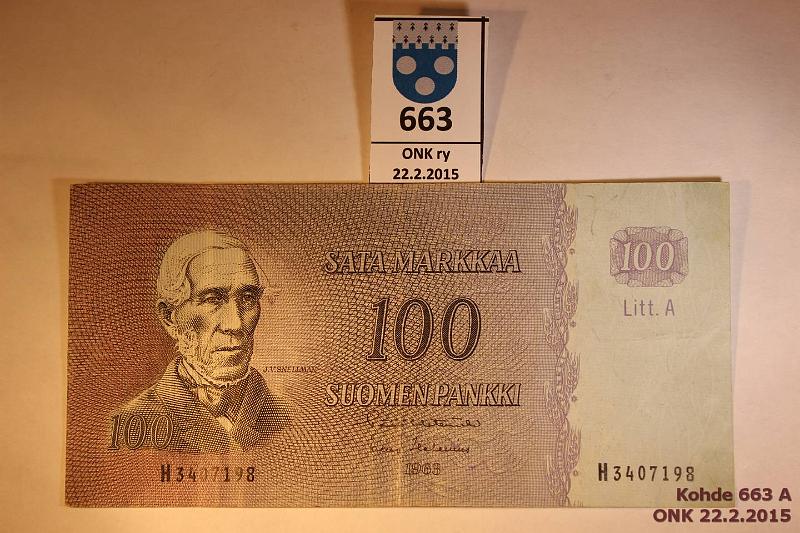 663
ONK ry
22.2.2015
SATA MARKKAA
100
Litt. A
100
J.V.SNELLMAN
SUOMEN PANKKI
100
1963
H3407198
H3407198
Kohde 663 A
ONK 22.2.2015